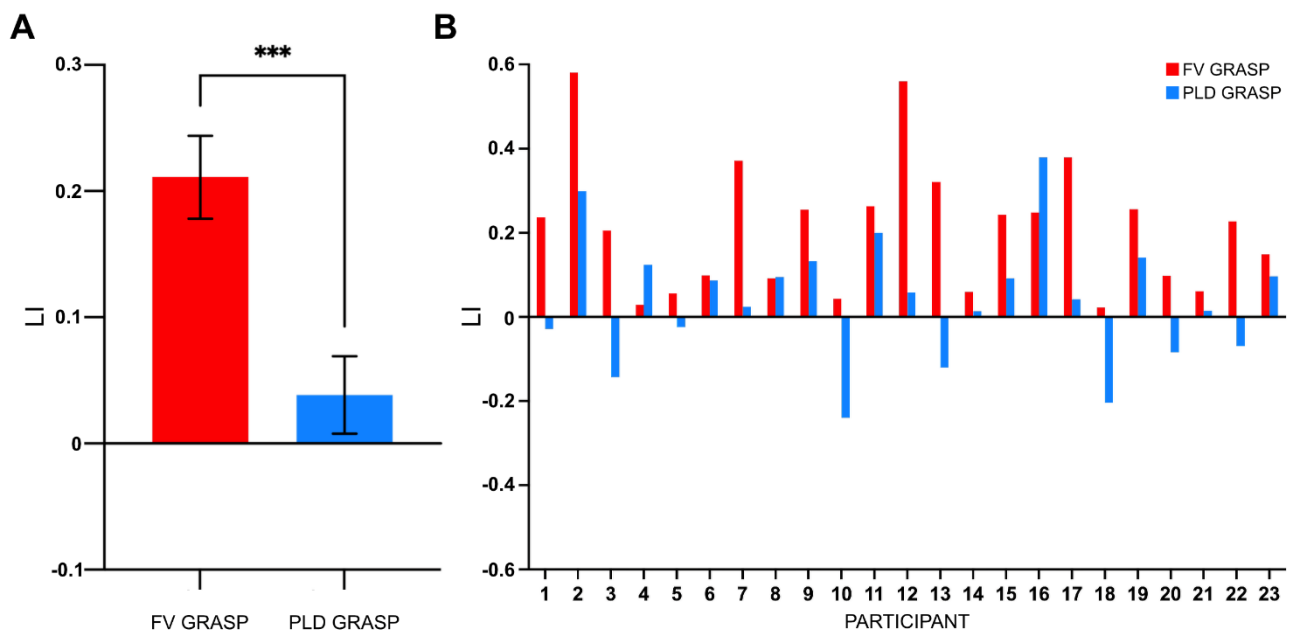 A
***
0.3
0.2
0.1
0
-0.1
LI
FV GRASP PLD GRASP
B
FV GRASP
PLD GRASP
0.6
0.4
0.2
0
-0.2
-0.4
-0.6
LI
1 2 3 4 5 6 7 8 9 10 11 12 13 14 15 16 17 18 19 20 21 22 23
PARTICIPANT